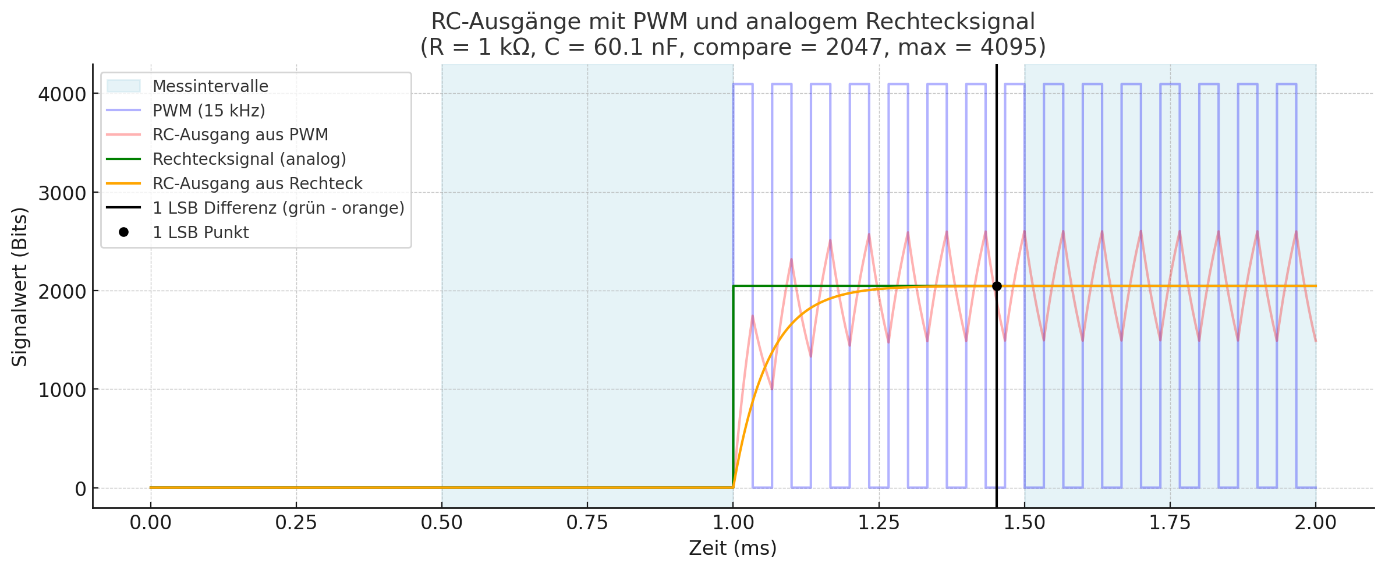 RC-Ausgänge mit PWM und analogem Rechtecksignal
(R = 1 kΩ, C = 60.1 nF, compare = 2047, max = 4095)
Messintervalle
PWM (15 kHz)
RC-Ausgang aus PWM
Rechtecksignal (analog)
RC-Ausgang aus Rechteck
1 LSB Differenz (grün - orange)
1 LSB Punkt
Signalwert (Bits)
4000
3000
2000
1000
0
0.00 0.25 0.50 0.75 1.00 1.25 1.50 1.75 2.00
Zeit (ms)